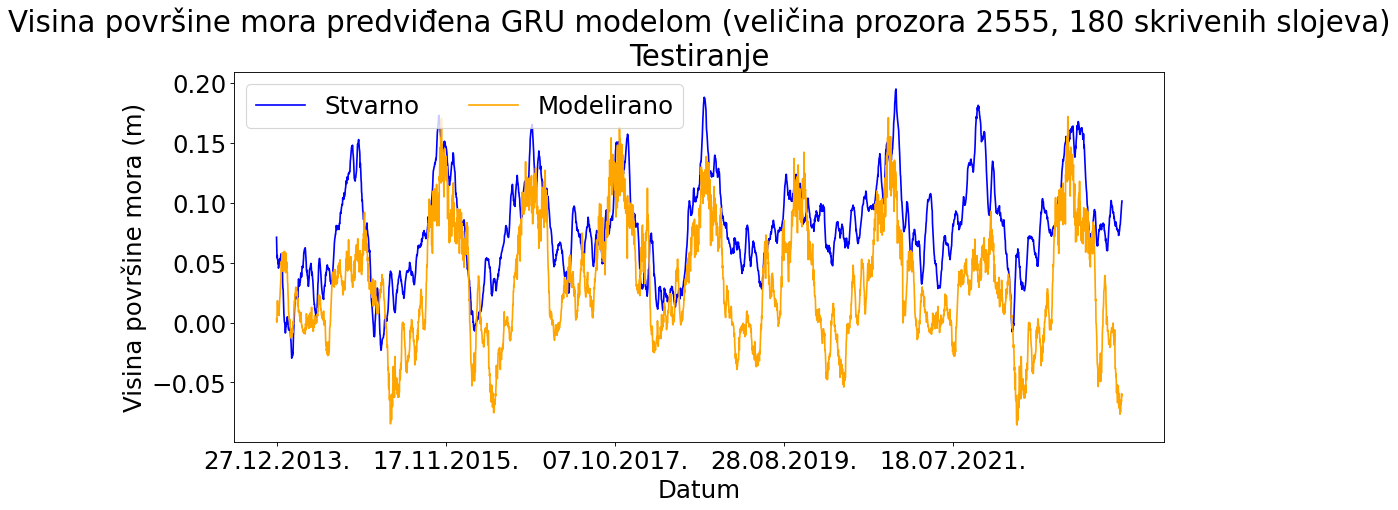 Visina površine mora predviđena GRU modelom (veličina prozora 2555, 180 skrivenih slojeva)
Testiranje
Stvarno Modelirano
Visina površine mora (m)
0.20
0.15
0.10
0.05
0.00
−0.05
27.12.2013. 17.11.2015. 07.10.2017. 28.08.2019. 18.07.2021.
Datum